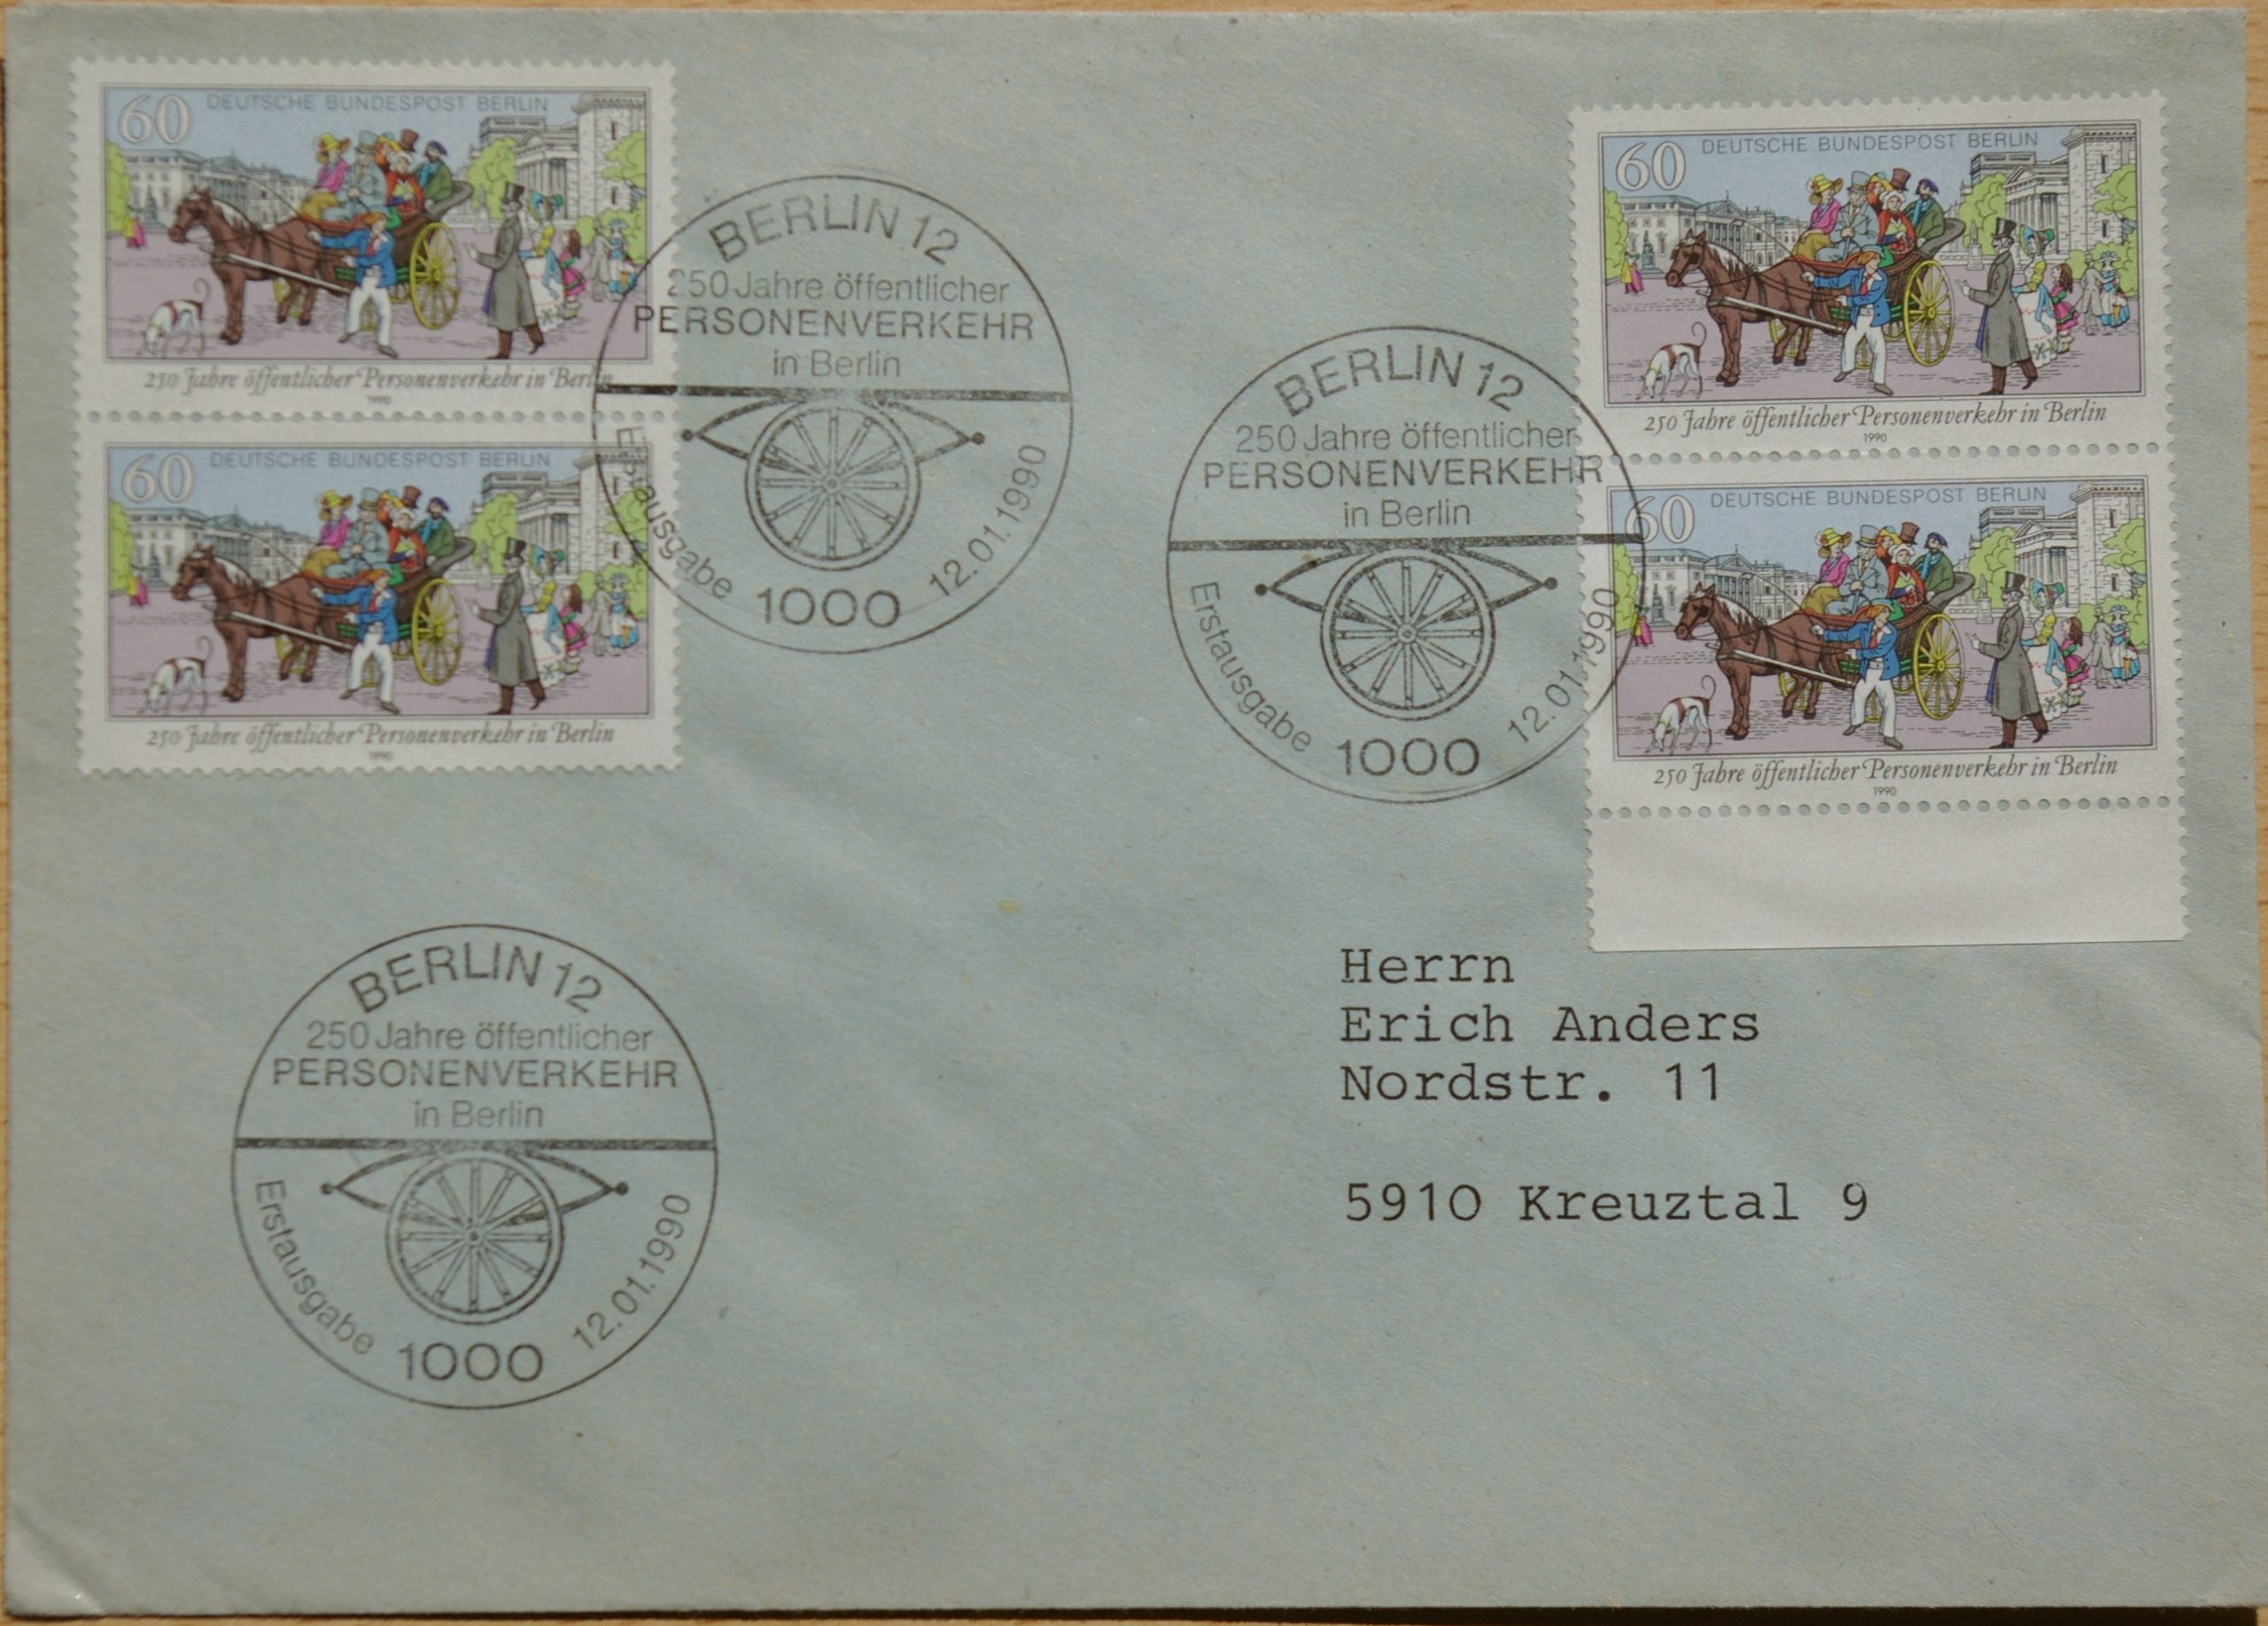 60 DEUTSCHE BUNDESPOST BERLIN
250 Jahre öffentlicher Personenverkehr in Berlin
1990
60 DEUTSCHE BUNDESPOST BERLIN
250 Jahre öffentlicher Personenverkehr in Berlin
1990
BERLIN 12
250 Jahre öffentlicher
PERSONENVERKEHR
in Berlin
Erstausgabe 1000 12.01.1990
BERLIN 12
250 Jahre öffentlicher
PERSONENVERKEHR
in Berlin
Erstausgabe 1000 12.01.1990
60 DEUTSCHE BUNDESPOST BERLIN
250 Jahre öffentlicher Personenverkehr in Berlin
1990
60 DEUTSCHE BUNDESPOST BERLIN
250 Jahre öffentlicher Personenverkehr in Berlin
1990
BERLIN 12
250 Jahre öffentlicher
PERSONENVERKEHR
in Berlin
Erstausgabe 1000 12.01.1990
Herrn
Erich Anders
Nordstr. 11
5910 Kreuztal 9